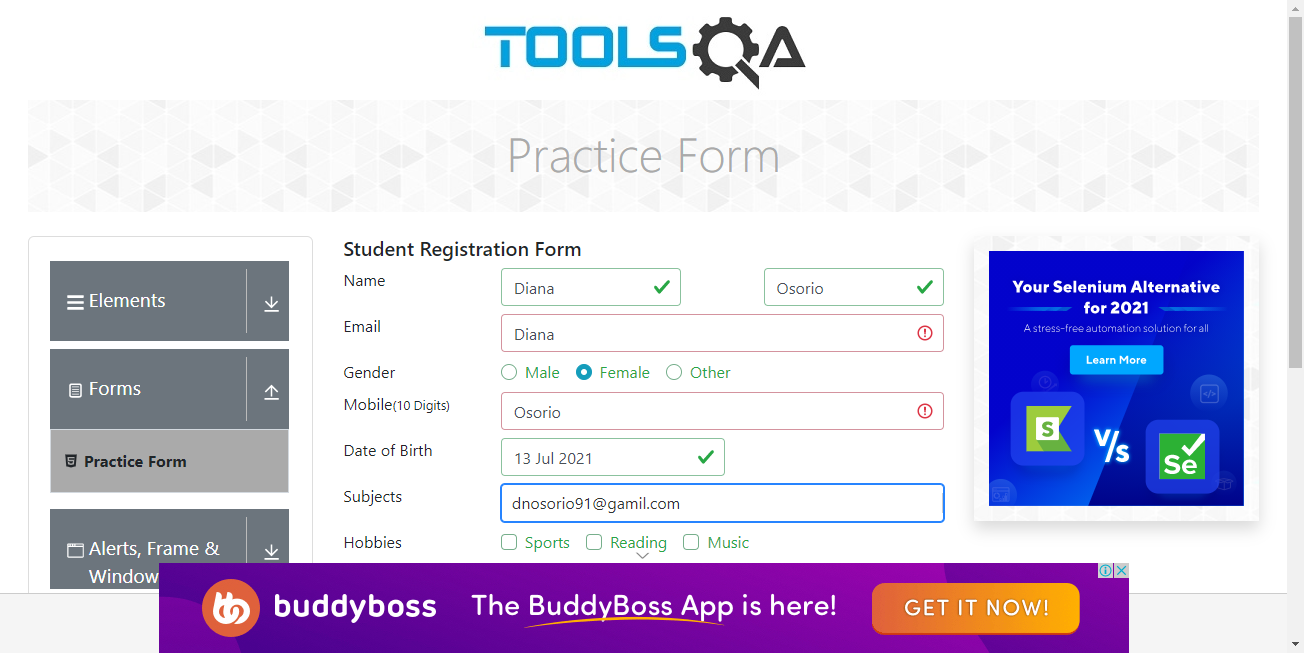 TOOLSQA
Practice Form
Elements
Forms
Practice Form
Alerts, Frame &
Window
Student Registration Form
Name
Diana
Osorio
Email
Diana
Gender
Male
Female
Other
Mobile(10 Digits)
Osorio
Date of Birth
13 Jul 2021
Subjects
dnosorio91@gamil.com
Hobbies
Sports
Reading
Music
Your Selenium Alternative
for 2021
A stress-free automation solution for all
Learn More
S
V/s
Se
buddyboss
The BuddyBoss App is here!
GET IT NOW!